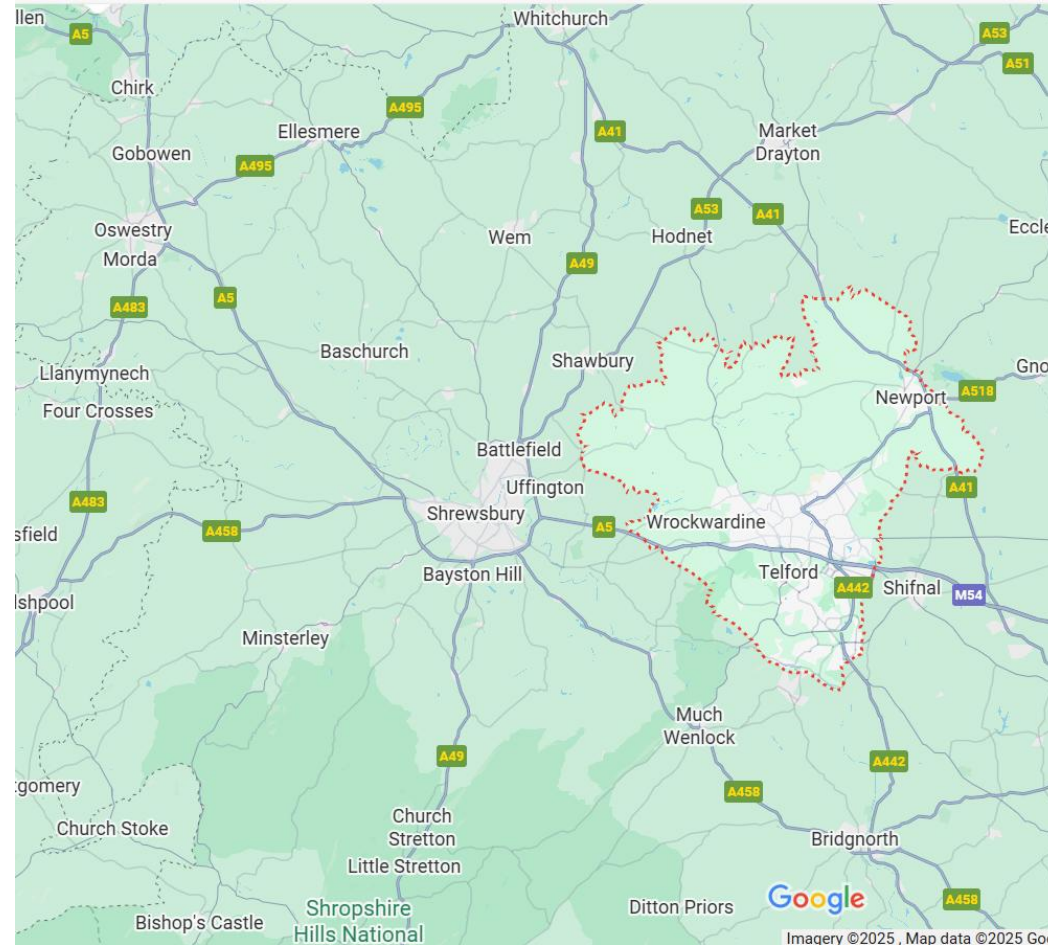 llen
A5
Whitchurch
A53
A51
Chirk
A495
Ellesmere
A41
Market
Drayton
Gobowen
A495
A53
A41
Oswestry
Wem
Hodnet
Eccle
Morda
A49
A483
A5
Baschurch
Shawbury
Llanymynech
Gno
Four Crosses
Newport
A518
Battlefield
Uffington
A483
A41
Shrewsbury
Wrockwardine
sfield
A458
A5
Bayston Hill
Telford
A442
Shifnal
M54
lshpool
Minsterley
Much
Wenlock
A49
A442
tgomery
A458
Church
Stretton
Church Stoke
Bridgnorth
Little Stretton
Google
A458
Shropshire
Hills National
Ditton Priors
Bishop's Castle
Imagery ©2025 , Map data ©2025 Goo